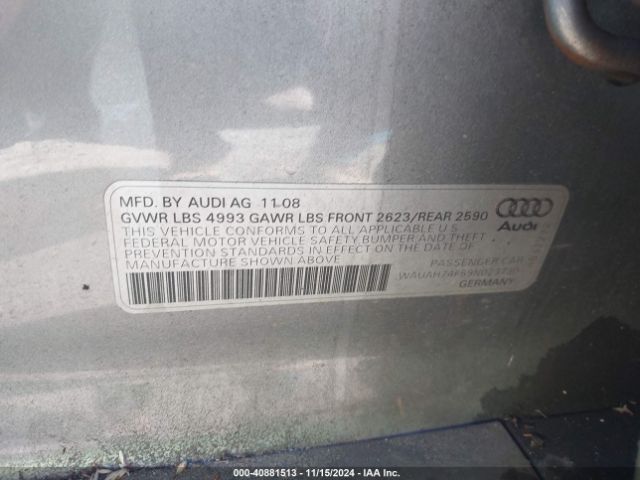 MFD. BY AUDI AG 11-08
GVWR LBS 4993 GAWR LBS FRONT 2623/REAR 2590
THIS VEHICLE CONFORMS TO ALL APPLICABLE U.S.
FEDERAL MOTOR VEHICLE SAFETY BUMPER AND THEFT
PREVENTION STANDARDS IN EFFECT ON THE DATE OF
MANUFACTURE SHOWN ABOVE
Audi
PASSENGER CAR
GERMANY
000-40881513 - 11/15/2024 - IAA Inc.